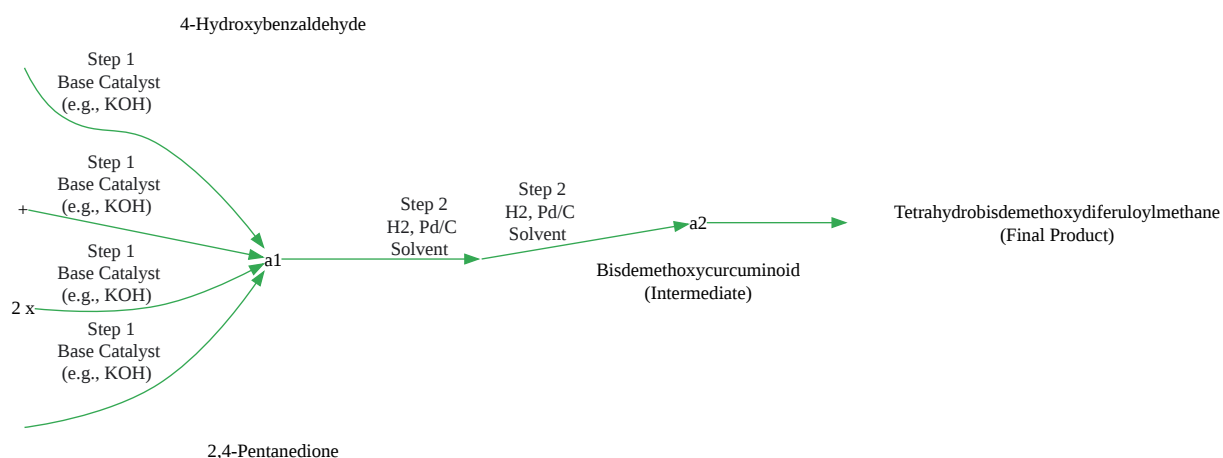 4-Hydroxybenzaldehyde
Step 1
Base Catalyst
(e.g., KOH)
Step 1
Base Catalyst
(e.g., KOH)
+
Step 1
Base Catalyst
(e.g., KOH)
2 x
Step 1
Base Catalyst
(e.g., KOH)
2,4-Pentanedione
a1
Step 2
H2, Pd/C
Solvent
Step 2
H2, Pd/C
Solvent
a2
Bisdemethoxycurcuminoid
(Intermediate)
Tetrahydrobisdemethoxydiferuloylmethane
(Final Product)